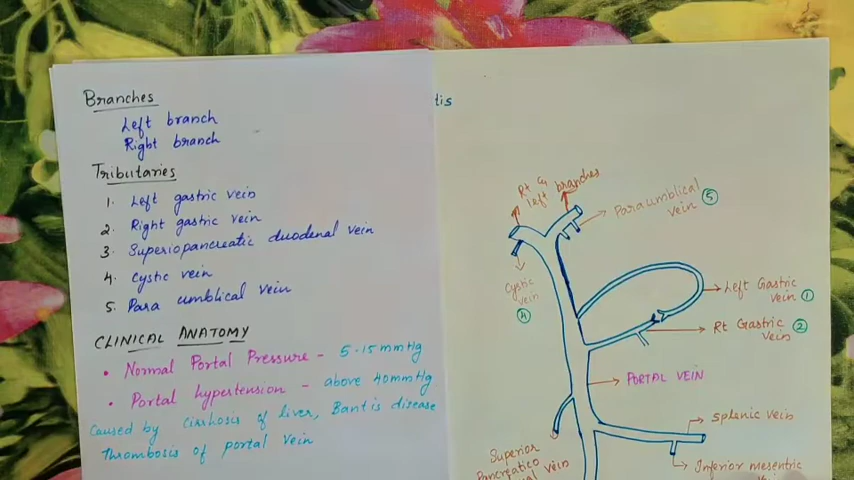 Branches
Left branch
Right branch
Tributaries
1. Left gastric vein
2. Right gastric vein
3. Superiopancreatic duodenal vein
4. Cystic vein
5. Para umblical vein
CLINICAL ANATOMY
• Normal Portal Pressure - 5-15mmHg
• Portal hypertension - above 40mmHg
Caused by cirrhosis of liver, Bantis disease
Thrombosis of portal vein
tis
Rt &
left branches
Paraumblical
vein 5
Cystic
vein
4
Left Gastric
vein 1
Rt Gastric
vein 2
PORTAL VEIN
Splenic vein
Superior
Pancreatico
vein
Inferior mesentric